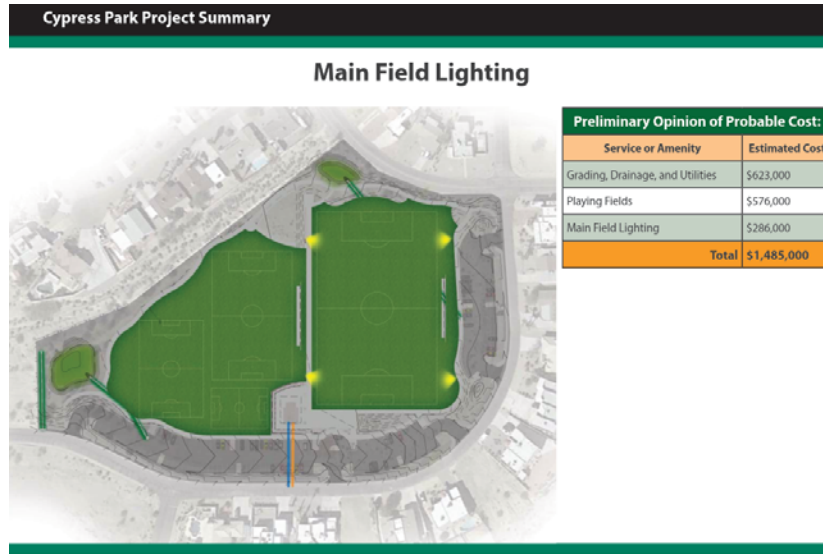 Cypress Park Project Summary
Main Field Lighting
Preliminary Opinion of Probable Cost:
Service or Amenity Estimated Cost
Grading, Drainage, and Utilities $623,000
Playing Fields $576,000
Main Field Lighting $286,000
Total $1,485,000